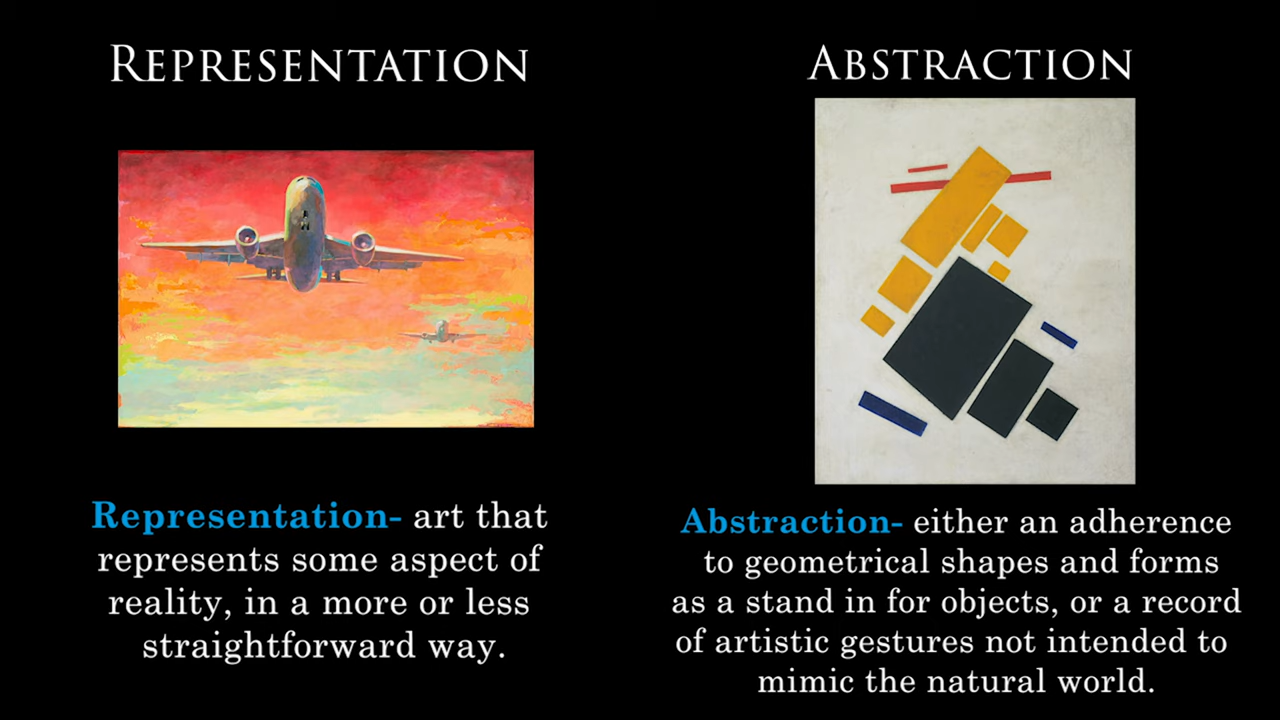 REPRESENTATION
Representation- art that
represents some aspect of
reality, in a more or less
straightforward way.
ABSTRACTION
Abstraction- either an adherence
to geometrical shapes and forms
as a stand in for objects, or a record
of artistic gestures not intended to
mimic the natural world.